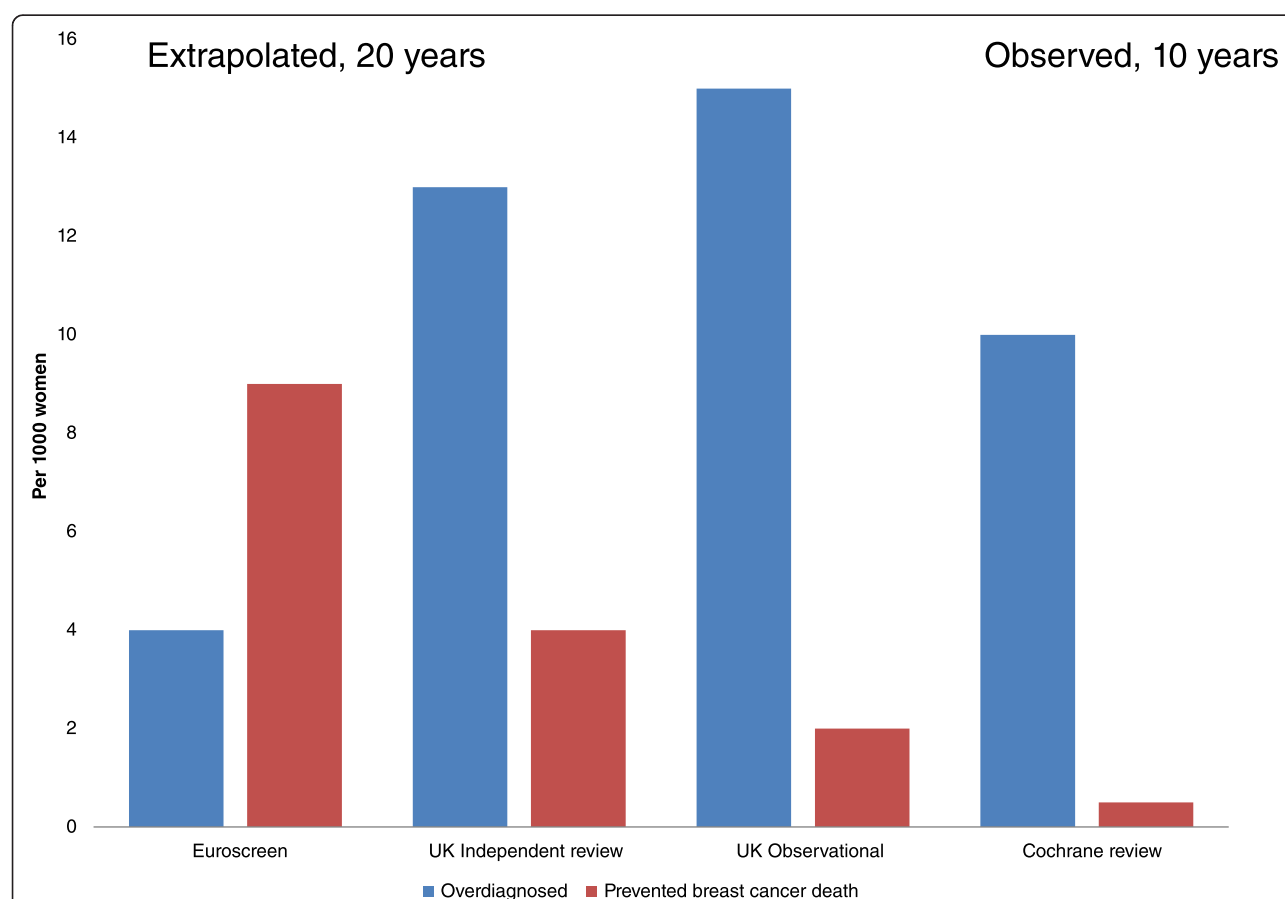 Extrapolated, 20 years
Observed, 10 years
16
14
12
10
8
6
4
2
0
Per 1000 women
Euroscreen
UK Independent review
UK Observational
Cochrane review
Overdiagnosed
Prevented breast cancer death